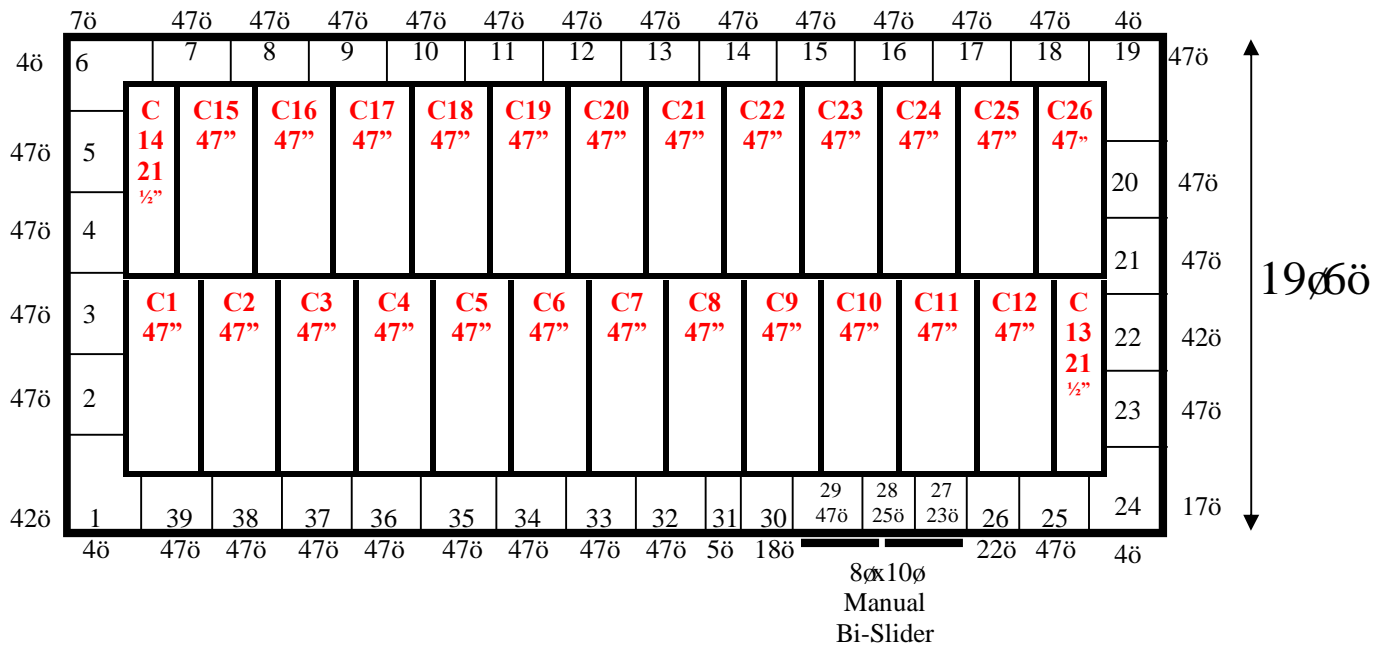 7ö 47ö 47ö 47ö 47ö 47ö 47ö 47ö 47ö 47ö 47ö 47ö 47ö 4ö
4ö 6 7 8 9 10 11 12 13 14 15 16 17 18 19 47ö
C C15 C16 C17 C18 C19 C20 C21 C22 C23 C24 C25 C26
14 47” 47” 47” 47” 47” 47” 47” 47” 47” 47” 47” 47”
21
½”
47ö 5 20 47ö
47ö 4 21 47ö
19ø6ö
C1 C2 C3 C4 C5 C6 C7 C8 C9 C10 C11 C12 C
47” 47” 47” 47” 47” 47” 47” 47” 47” 47” 47” 47” 13
21
½”
47ö 3 22 42ö
47ö 2 23 47ö
29 28 27
47ö 25ö 23ö
42ö 1 39 38 37 36 35 34 33 32 31 30 26 25 24 17ö
4ö 47ö 47ö 47ö 47ö 47ö 47ö 47ö 47ö 5ö 18ö 22ö 47ö 4ö
8øx10ø
Manual
Bi-Slider